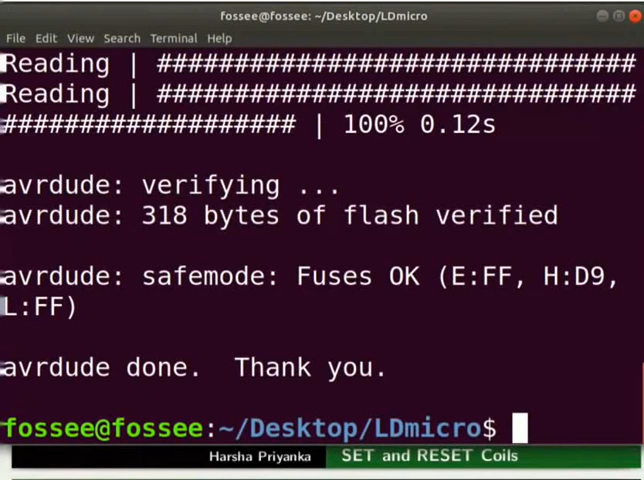 fossee@fossee: ~/Desktop/LDmicro
File Edit View Search Terminal Help
Reading | ###############################
Reading | ###############################
################### | 100% 0.12s
avrdude: verifying ...
avrdude: 318 bytes of flash verified
avrdude: safemode: Fuses OK (E:FF, H:D9,
L:FF)
avrdude done.  Thank you.
fossee@fossee:~/Desktop/LDmicro$
Harsha Priyanka SET and RESET Coils